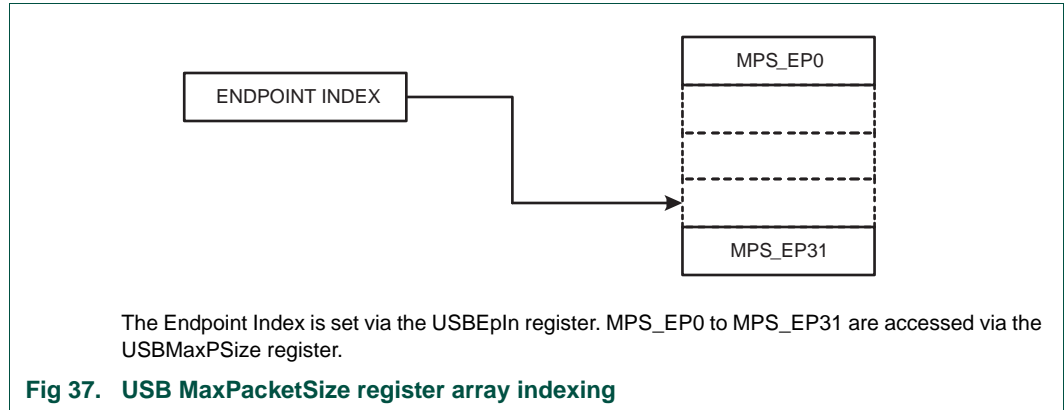 MPS_EP0
ENDPOINT INDEX
MPS_EP31
The Endpoint Index is set via the USBEpIn register. MPS_EP0 to MPS_EP31 are accessed via the
USBMaxPSize register.
Fig 37. USB MaxPacketSize register array indexing